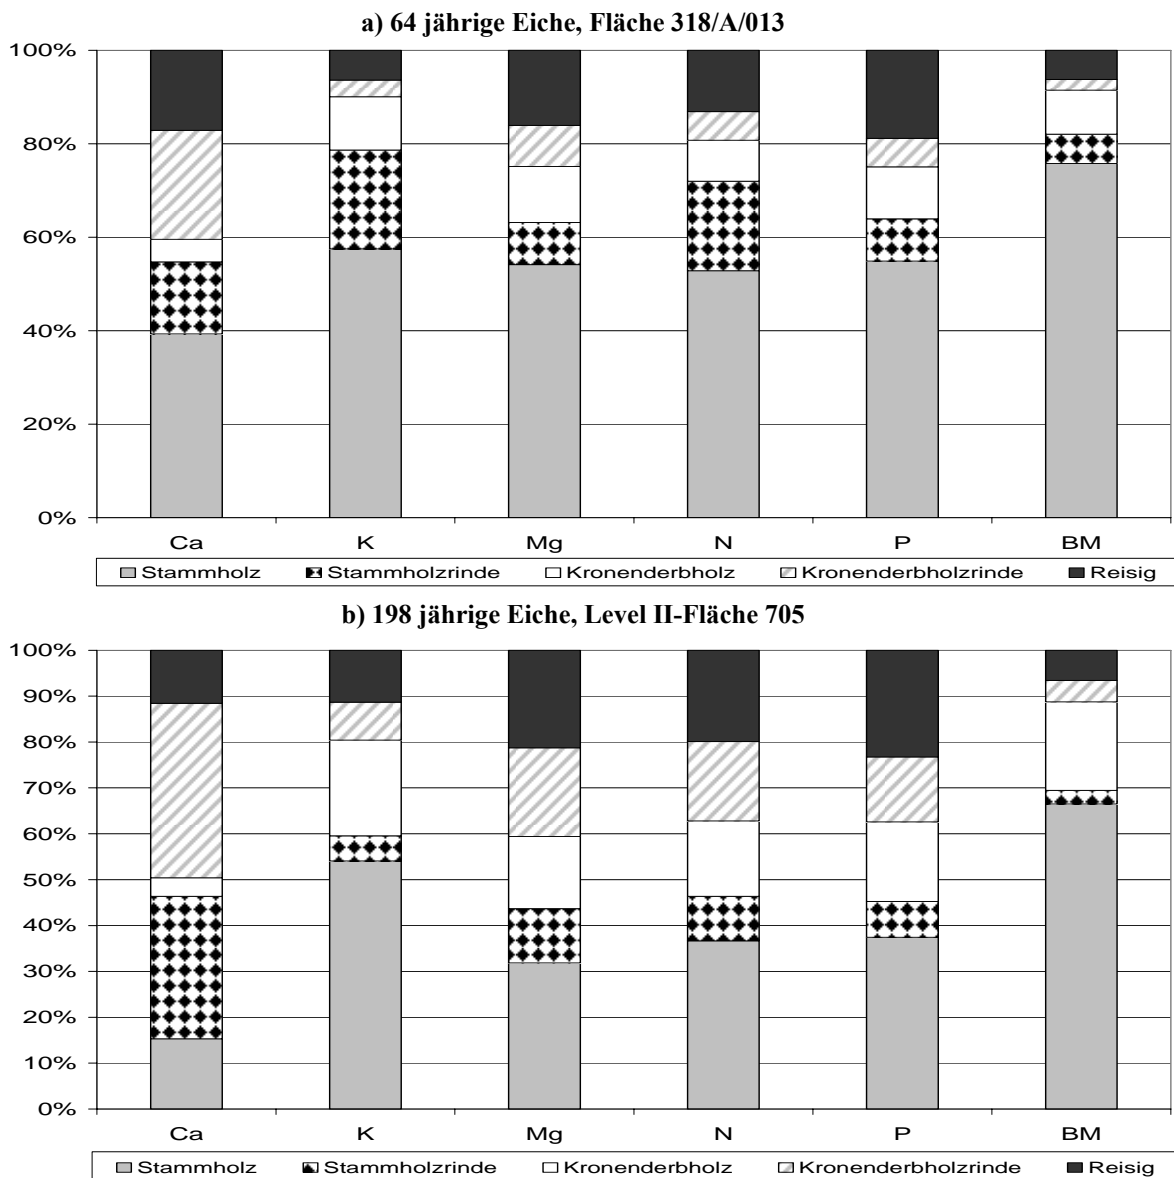 a) 64 jährige Eiche, Fläche 318/A/013
100%
80%
60%
40%
20%
0%
Ca K Mg N P BM
Stammholz Stammholzrinde Kronenderbholz Kronenderbholzrinde Reisig
b) 198 jährige Eiche, Level II-Fläche 705
100%
90%
80%
70%
60%
50%
40%
30%
20%
10%
0%
Ca K Mg N P BM
Stammholz Stammholzrinde Kronenderbholz Kronenderbholzrinde Reisig